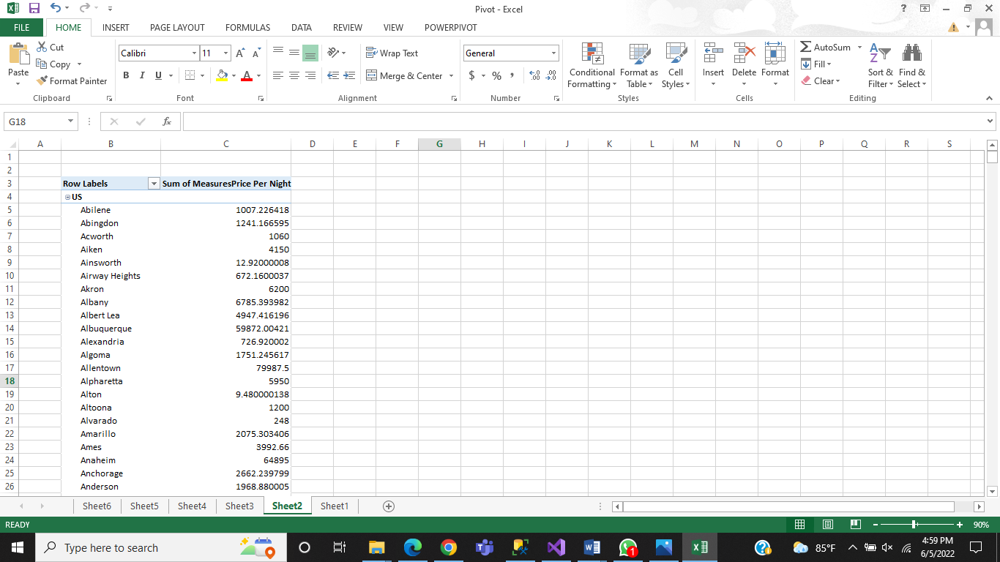 Pivot - Excel
FILE HOME INSERT PAGE LAYOUT FORMULAS DATA REVIEW VIEW POWERPIVOT
Paste Cut Copy Format Painter
Clipboard
Calibri 11
B I U A
Font
Wrap Text
Merge & Center
Alignment
General
$ % ,
Number
Conditional Formatting Format as Table Cell Styles
Styles
Insert Delete Format
Cells
AutoSum Fill Clear
Sort & Filter Find & Select
Editing
G18 fx
A B C D E F G H I J K L M N O P Q R S
1
2
3 Row Labels Sum of MeasuresPrice Per Night
4 US
5 Abilene 1007.226418
6 Abingdon 1241.166595
7 Acworth 1060
8 Aiken 4150
9 Ainsworth 12.92000008
10 Airway Heights 672.1600037
11 Akron 6200
12 Albany 6785.393982
13 Albert Lea 4947.416196
14 Albuquerque 59872.00421
15 Alexandria 726.920002
16 Algoma 1751.245617
17 Allentown 79987.5
18 Alpharetta 5950
19 Alton 9.480000138
20 Altoona 1200
21 Alvarado 248
22 Amarillo 2075.303406
23 Ames 3992.66
24 Anaheim 64895
25 Anchorage 2662.239799
26 Anderson 1968.880005
Sheet6 Sheet5 Sheet4 Sheet3 Sheet2 Sheet1
READY 90%
Type here to search 1 85°F 4:59 PM
6/5/2022